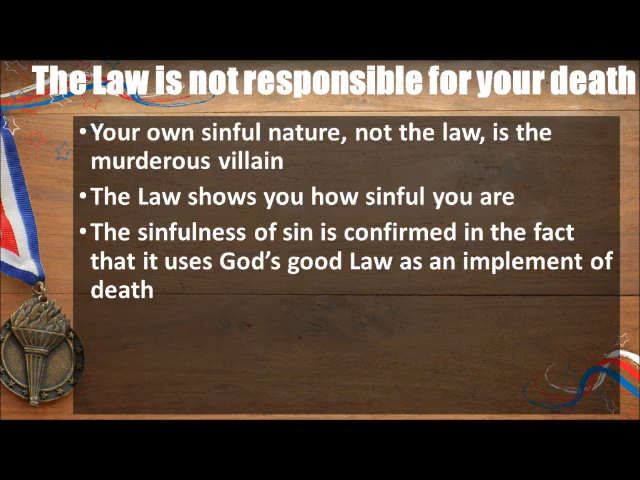 The Law is not responsible for your death
• Your own sinful nature, not the law, is the
murderous villain
• The Law shows you how sinful you are
• The sinfulness of sin is confirmed in the fact
that it uses God’s good Law as an implement of
death